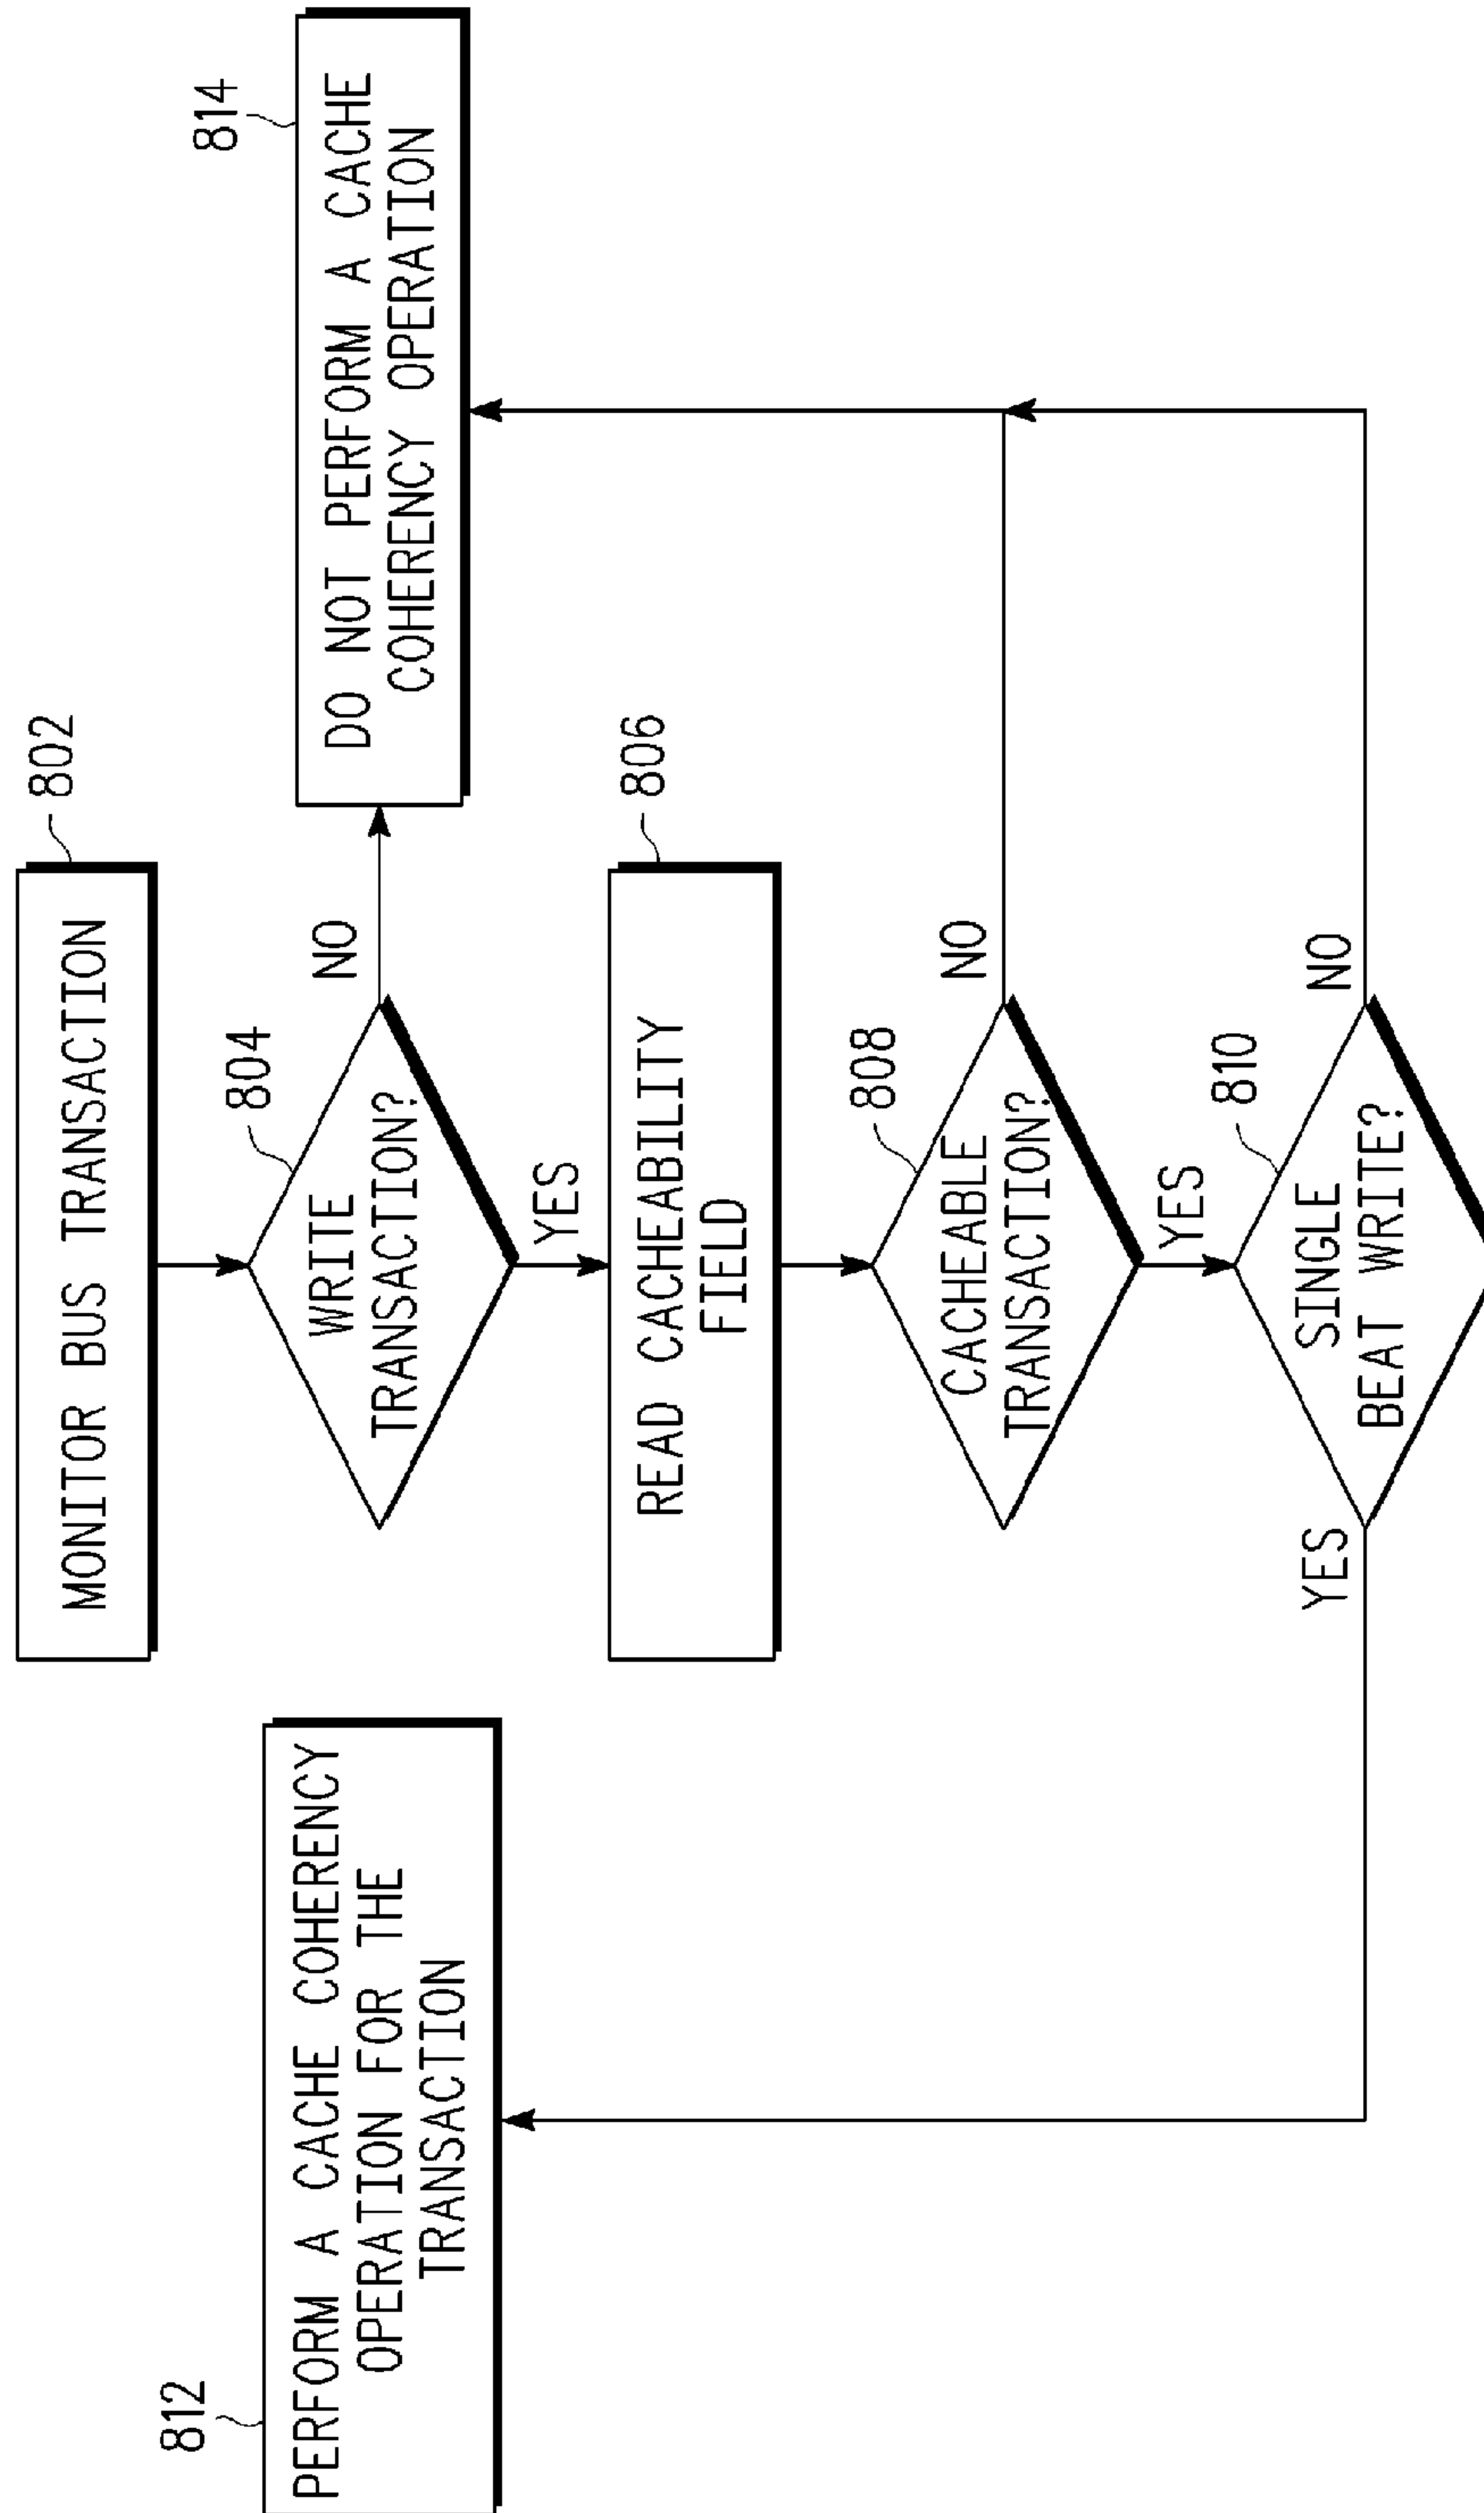 MONITOR BUS TRANSACTION
802
WRITE
TRANSACTION?
804
NO
YES
DO NOT PERFORM A CACHE
COHERENCY OPERATION
814
READ CACHEABILITY
FIELD
806
CACHEABLE
TRANSACTION?
808
NO
YES
SINGLE
BEAT WRITE?
810
NO
YES
PERFORM A CACHE COHERENCY
OPERATION FOR THE
TRANSACTION
812